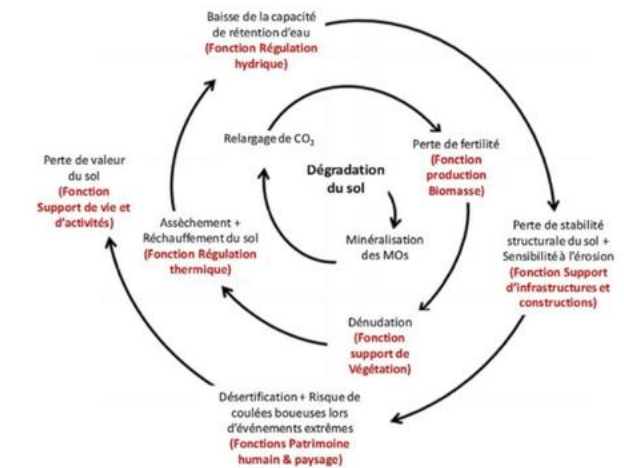 Baisse de la capacité
de rétention d'eau
(Fonction Régulation
hydrique)
Relargage de CO₂
Perte de fertilité
(Fonction
production
Biomasse)
Perte de valeur
du sol
(Fonction
Support de vie et
d'activités)
Dégradation
du sol
Assèchement +
Réchauffement du sol
(Fonction Régulation
thermique)
Minéralisation
des MOs
Perte de stabilité
structurale du sol +
Sensibilité à l'érosion
(Fonction Support
d'infrastructures et
constructions)
Dénudation
(Fonction
support de
Végétation)
Désertification + Risque de
coulées boueuses lors
d'événements extrêmes
(Fonctions Patrimoine
humain & paysage)